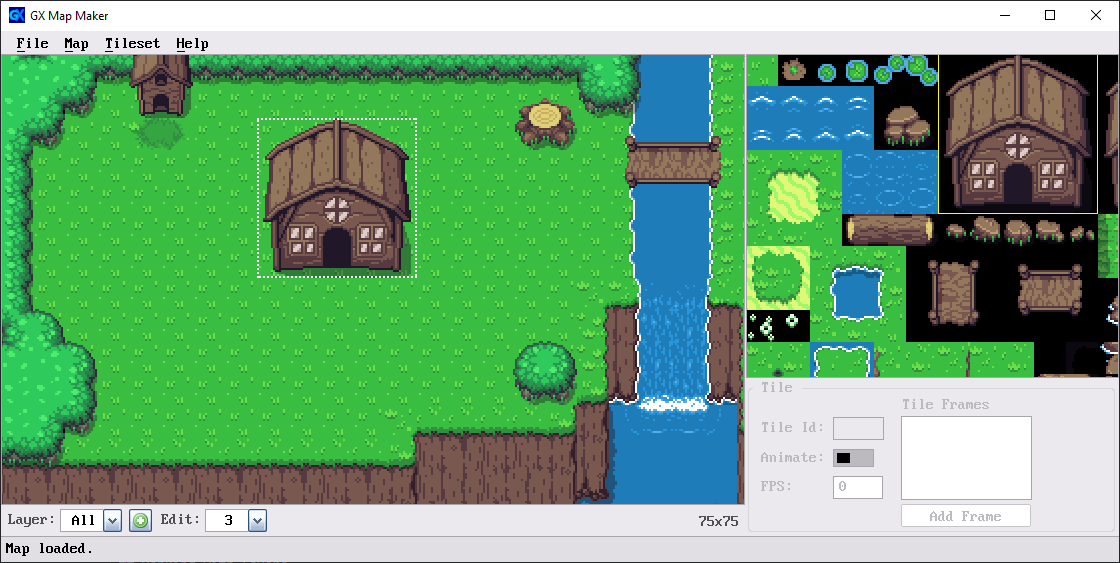 GX GX Map Maker
File Map Tileset Help
Tile
Tile Frames
Tile Id:
Animate:
FPS: 0
Add Frame
Layer: All Edit: 3 75x75
Map loaded.